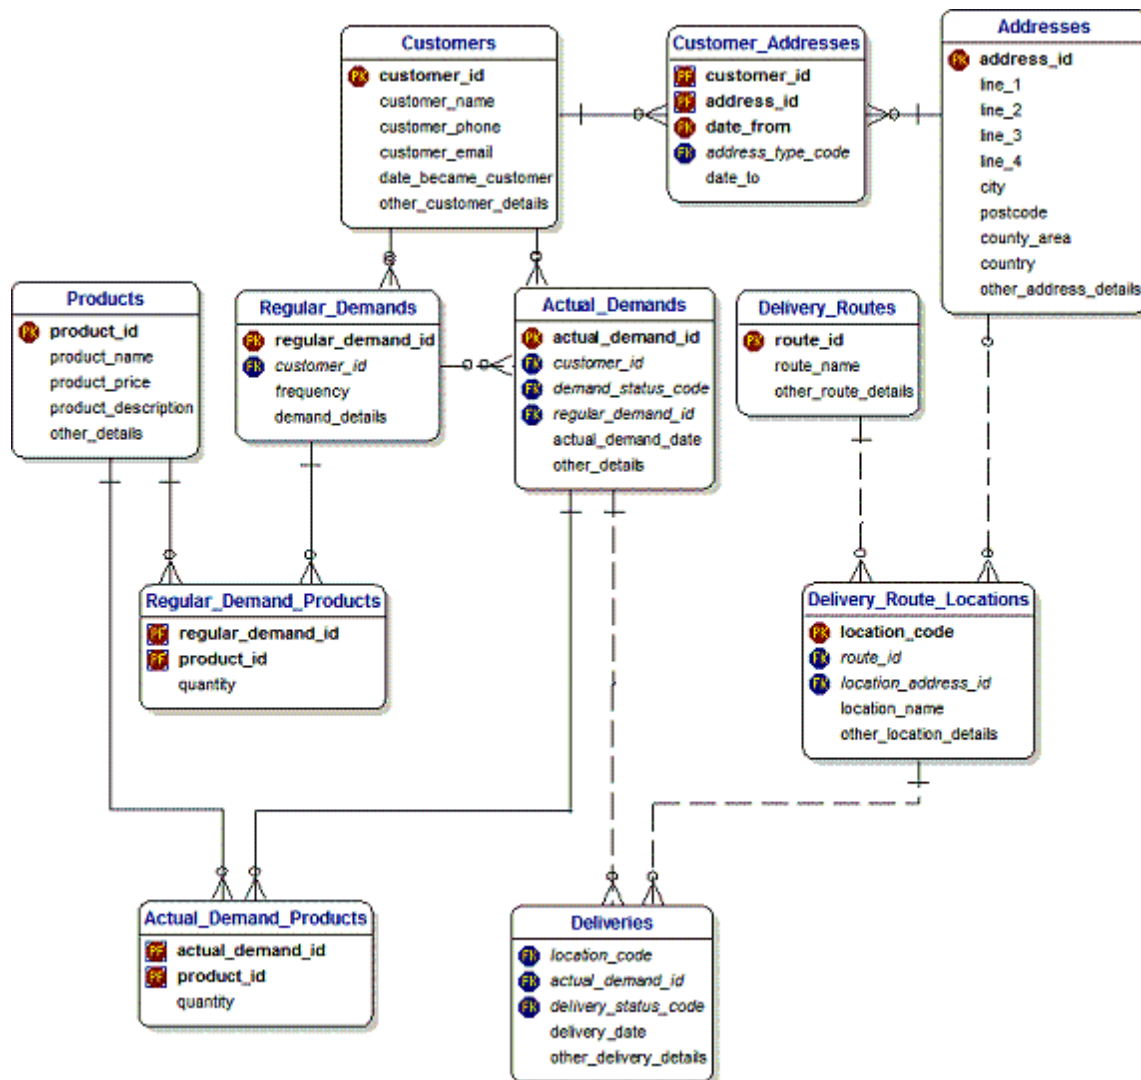 Customers
PK customer_id
customer_name
customer_phone
customer_email
date_became_customer
other_customer_details
Customer_Addresses
PF customer_id
PF address_id
PK date_from
FK address_type_code
date_to
Addresses
PK address_id
line_1
line_2
line_3
line_4
city
postcode
county_area
country
other_address_details
Products
PK product_id
product_name
product_price
product_description
other_details
Regular_Demands
PK regular_demand_id
FK customer_id
frequency
demand_details
Actual_Demands
PK actual_demand_id
FK customer_id
FK demand_status_code
FK regular_demand_id
actual_demand_date
other_details
Delivery_Routes
PK route_id
route_name
other_route_details
Regular_Demand_Products
PF regular_demand_id
PF product_id
quantity
Delivery_Route_Locations
PK location_code
FK route_id
FK location_address_id
location_name
other_location_details
Actual_Demand_Products
PF actual_demand_id
PF product_id
quantity
Deliveries
FK location_code
FK actual_demand_id
FK delivery_status_code
delivery_date
other_delivery_details